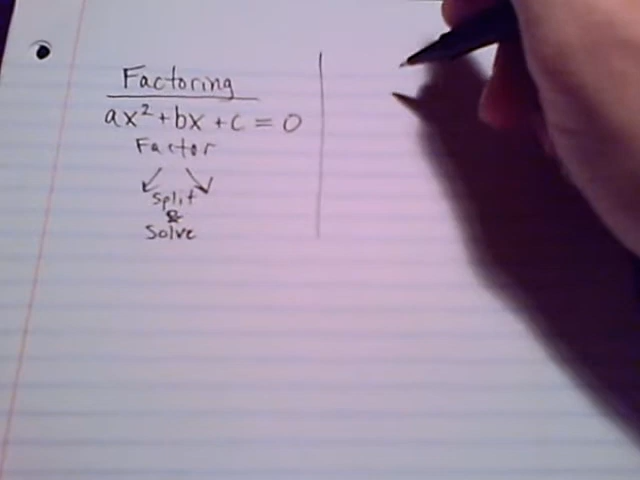 Factoring
ax²+bx+c=0
Factor
Split
&
Solve